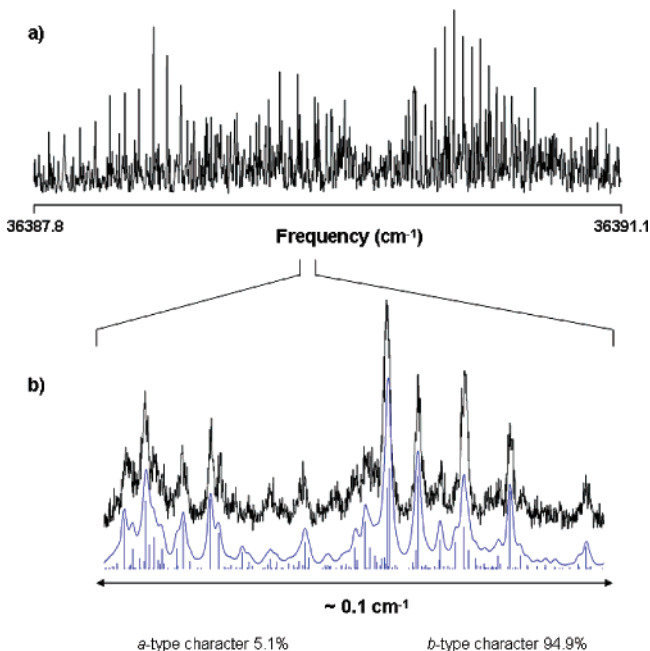 a)
36387.8
Frequency (cm⁻¹)
36391.1
b)
~ 0.1 cm⁻¹
a-type character 5.1%
b-type character 94.9%